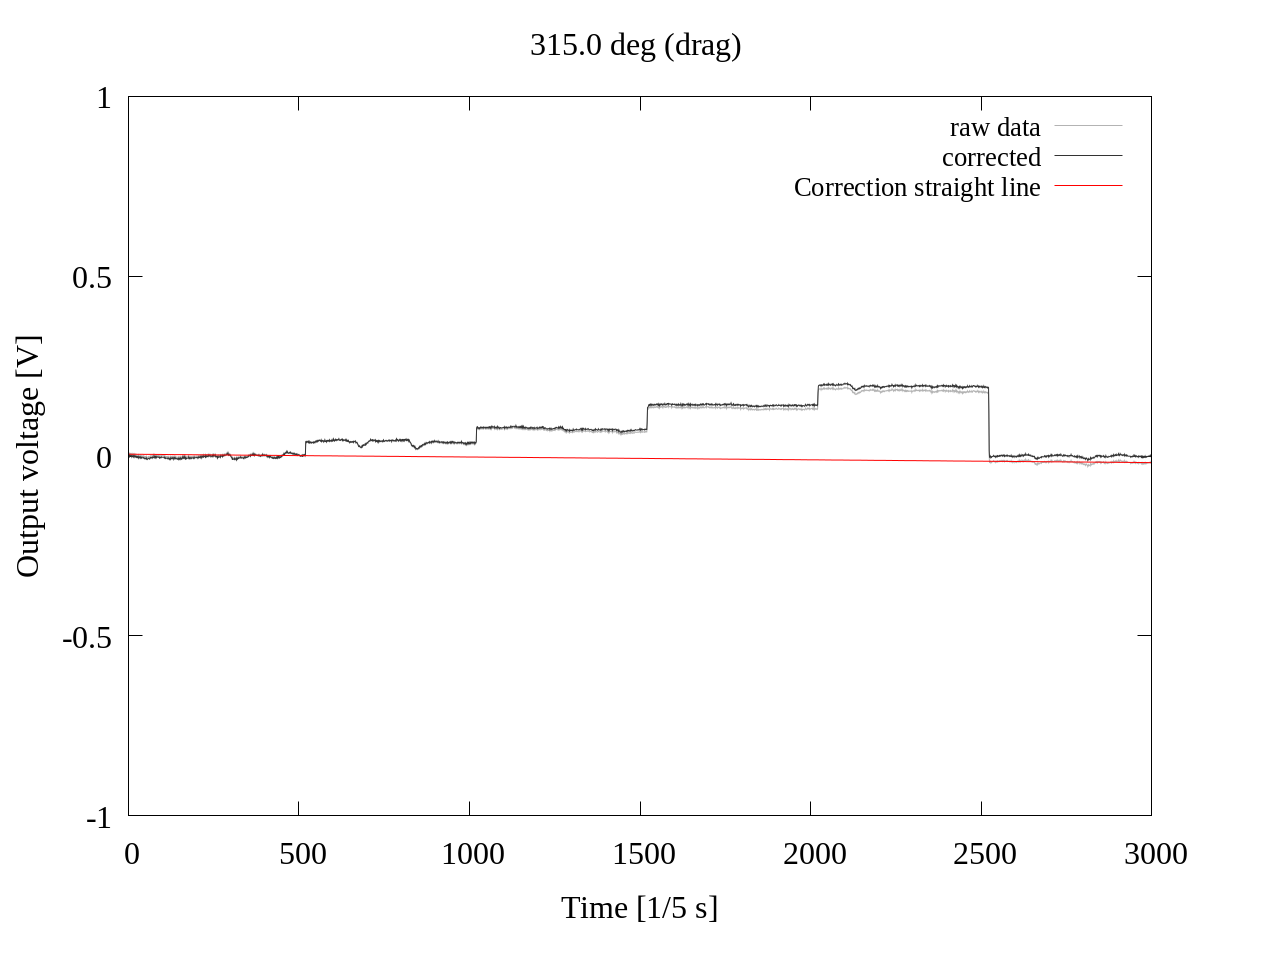 315.0 deg (drag)
1
raw data
corrected
Correction straight line
0.5
Output voltage [V]
0
-0.5
-1
0 500 1000 1500 2000 2500 3000
Time [1/5 s]